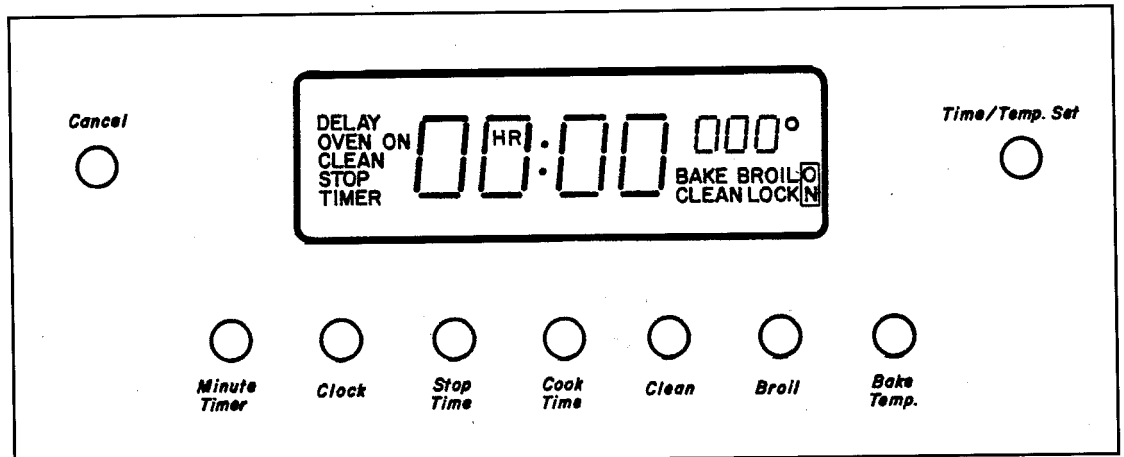 Cancel
Time/Temp. Set
DELAY
OVEN ON
CLEAN
STOP
TIMER
00:00
HR
000°
BAKE BROIL
CLEAN LOCK
ON
Minute
Timer
Clock
Stop
Time
Cook
Time
Clean
Broil
Bake
Temp.